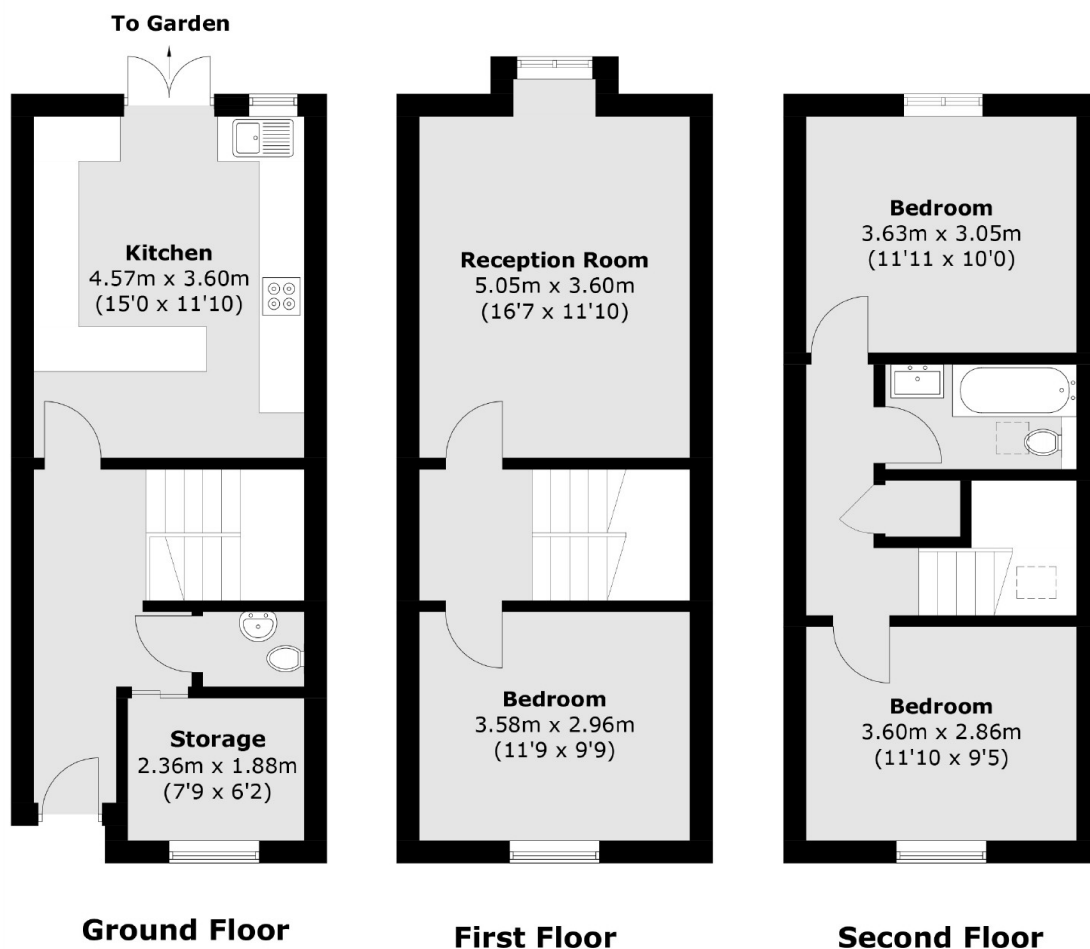 To Garden
Kitchen
4.57m x 3.60m
(15'0 x 11'10)
Storage
2.36m x 1.88m
(7'9 x 6'2)
Ground Floor
Reception Room
5.05m x 3.60m
(16'7 x 11'10)
Bedroom
3.58m x 2.96m
(11'9 x 9'9)
First Floor
Bedroom
3.63m x 3.05m
(11'11 x 10'0)
Bedroom
3.60m x 2.86m
(11'10 x 9'5)
Second Floor